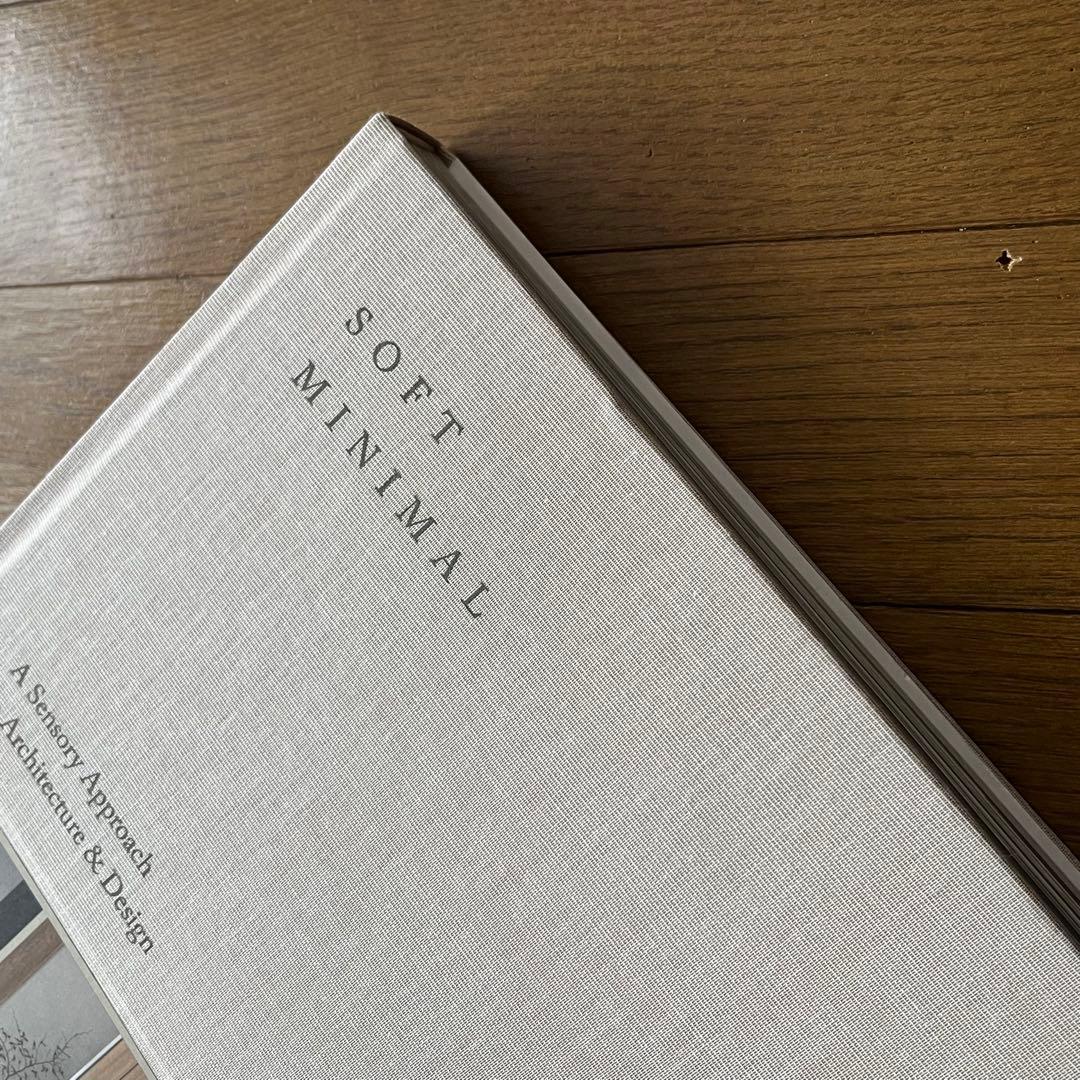 SOFT
MINIMAL
A Sensory Approach
Architecture & Design